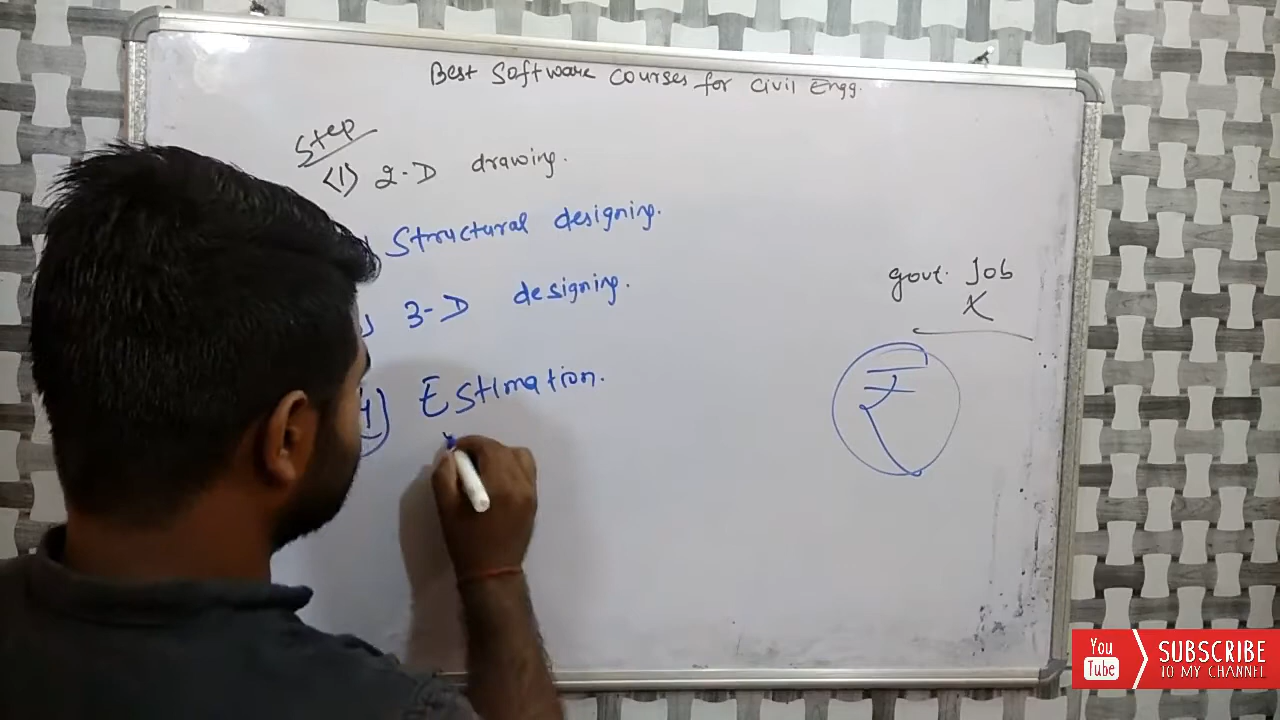 Best Software Courses for Civil Engg.
Step
(1) 2-D drawing.
) Structural designing.
) 3-D designing.
4) Estimation.
govt. Job
X
₹
You
Tube
SUBSCRIBE
TO MY CHANNEL